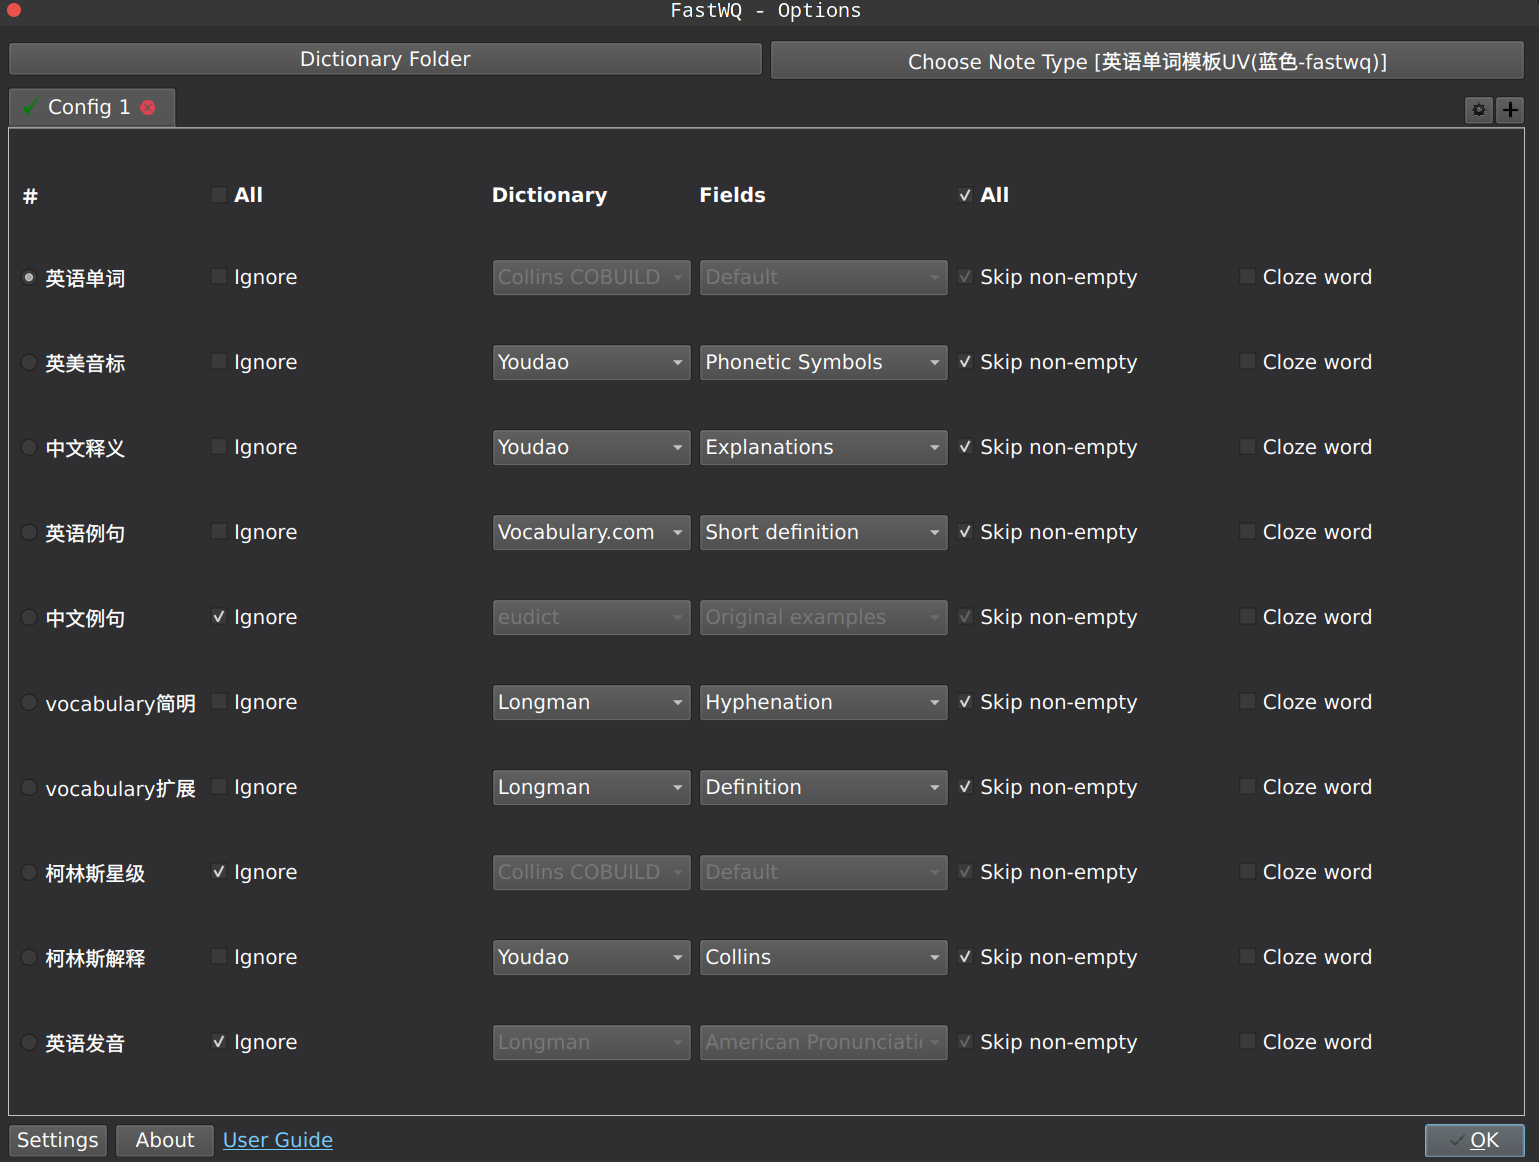 FastWQ - Options
Dictionary Folder
Choose Note Type [英语单词模板UV(蓝色-fastwq)]
Config 1
# All Dictionary Fields All
英语单词 Ignore Collins COBUILD Default Skip non-empty Cloze word
英美音标 Ignore Youdao Phonetic Symbols Skip non-empty Cloze word
中文释义 Ignore Youdao Explanations Skip non-empty Cloze word
英语例句 Ignore Vocabulary.com Short definition Skip non-empty Cloze word
中文例句 Ignore eudict Original examples Skip non-empty Cloze word
vocabulary简明 Ignore Longman Hyphenation Skip non-empty Cloze word
vocabulary扩展 Ignore Longman Definition Skip non-empty Cloze word
柯林斯星级 Ignore Collins COBUILD Default Skip non-empty Cloze word
柯林斯解释 Ignore Youdao Collins Skip non-empty Cloze word
英语发音 Ignore Longman American Pronunciati Skip non-empty Cloze word
Settings About User Guide OK